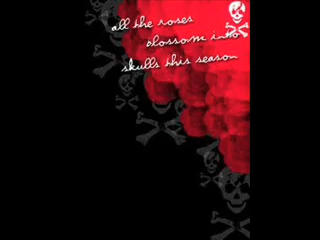 all the roses
blossom into
skulls this season